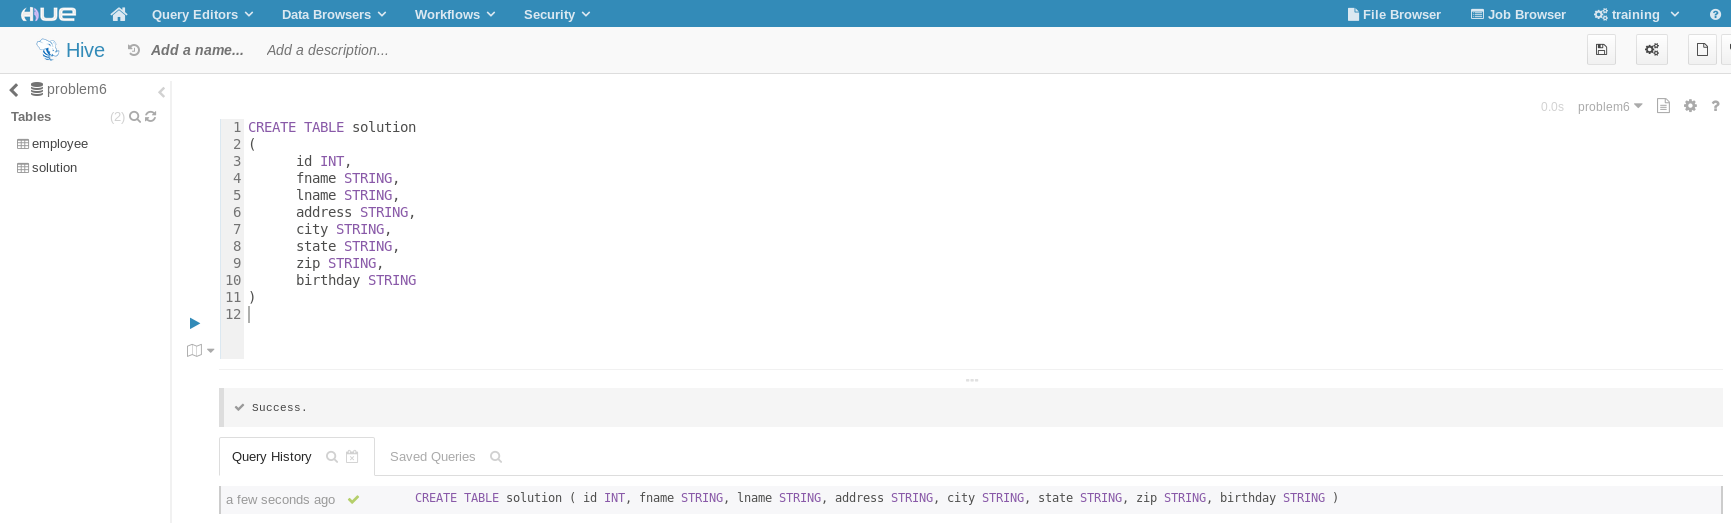 HUE Query Editors Data Browsers Workflows Security File Browser Job Browser training
Hive Add a name... Add a description...
problem6
Tables (2)
employee
solution
0.0s problem6
1 CREATE TABLE solution
2 (
3 id INT,
4 fname STRING,
5 lname STRING,
6 address STRING,
7 city STRING,
8 state STRING,
9 zip STRING,
10 birthday STRING
11 )
12
Success.
Query History Saved Queries
a few seconds ago CREATE TABLE solution ( id INT, fname STRING, lname STRING, address STRING, city STRING, state STRING, zip STRING, birthday STRING )